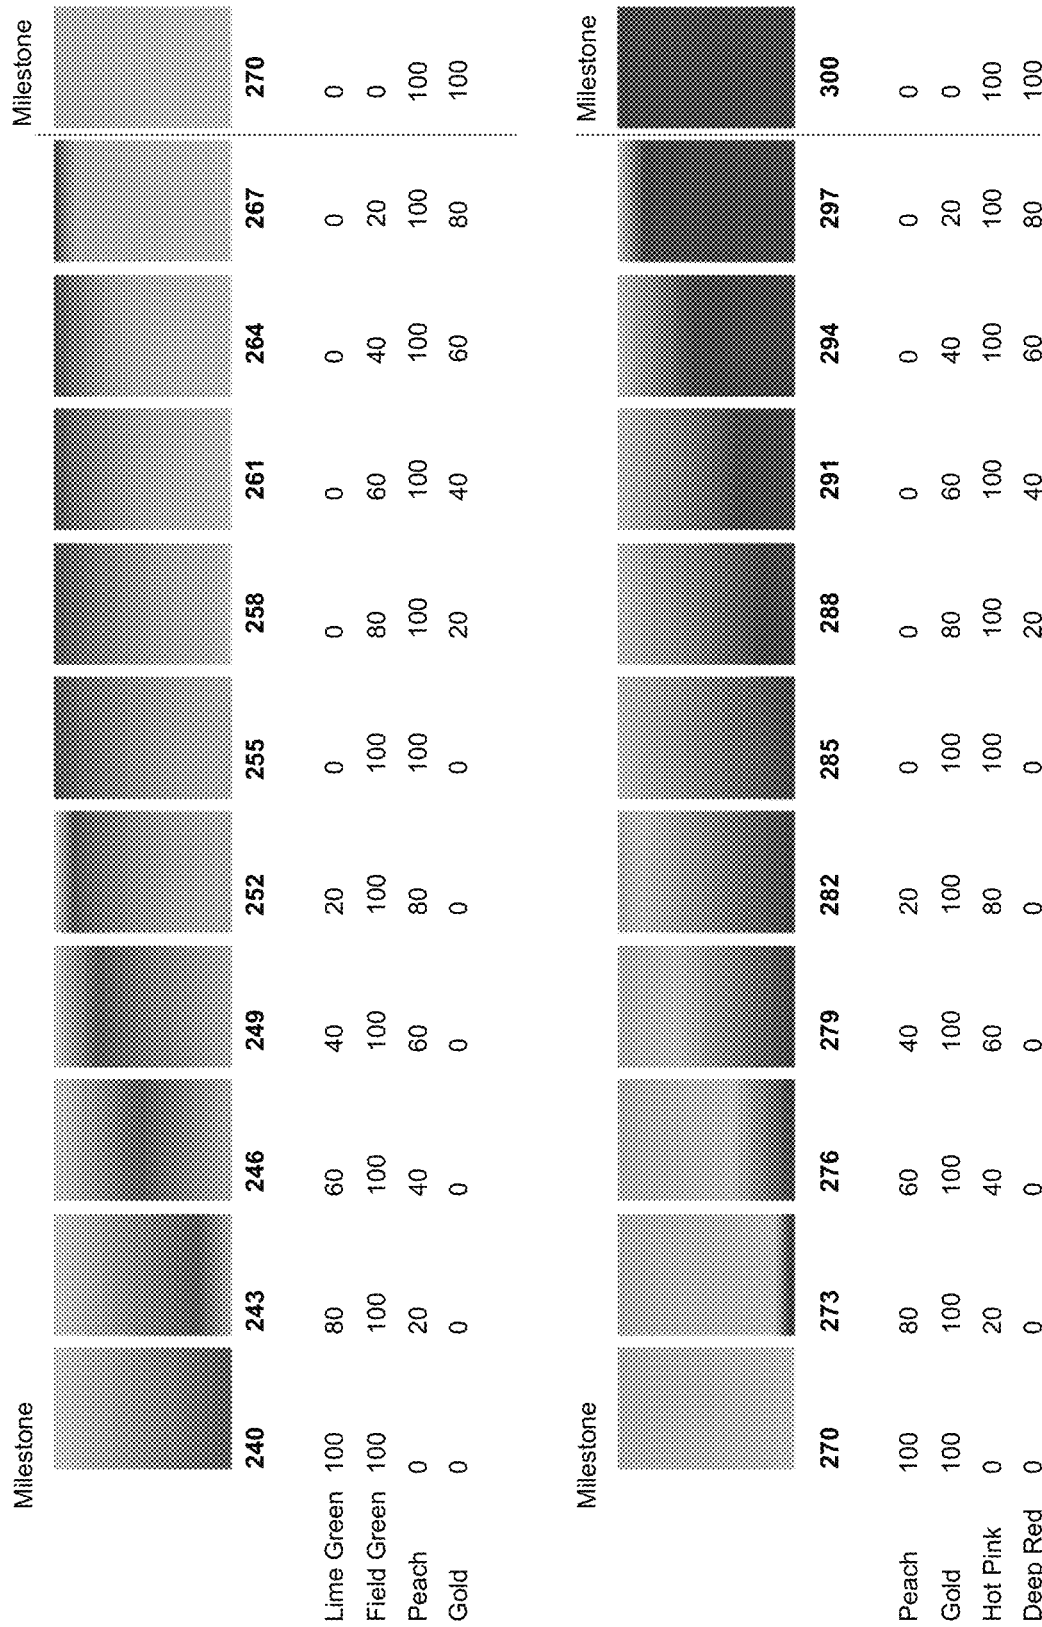 Milestone Milestone
240 243 246 249 252 255 258 261 264 267 270
Lime Green 100 80 60 40 20 0 0 0 0 0 0
Field Green 100 100 100 100 100 100 80 60 40 20 0
Peach 0 20 40 60 80 100 100 100 100 100 100
Gold 0 0 0 0 0 0 20 40 60 80 100
Milestone Milestone
270 273 276 279 282 285 288 291 294 297 300
Peach 100 80 60 40 20 0 0 0 0 0 0
Gold 100 100 100 100 100 100 80 60 40 20 0
Hot Pink 0 20 40 60 80 100 100 100 100 100 100
Deep Red 0 0 0 0 0 0 20 40 60 80 100